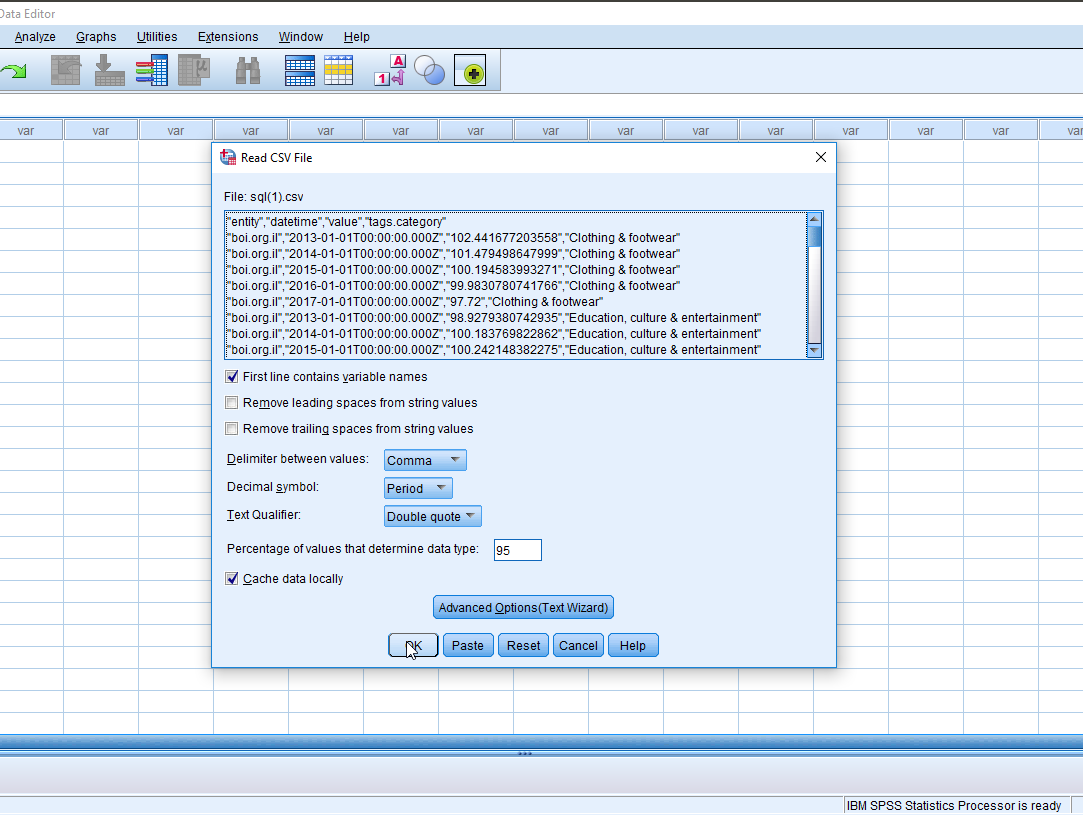 Data Editor
Analyze Graphs Utilities Extensions Window Help
A
1
var var var var var var var var var var var var var var var
Read CSV File
File: sql(1).csv
"entity","datetime","value","tags.category"
"boi.org.il","2013-01-01T00:00:00.000Z","102.441677203558","Clothing & footwear"
"boi.org.il","2014-01-01T00:00:00.000Z","101.479498647999","Clothing & footwear"
"boi.org.il","2015-01-01T00:00:00.000Z","100.194583993271","Clothing & footwear"
"boi.org.il","2016-01-01T00:00:00.000Z","99.9830780741766","Clothing & footwear"
"boi.org.il","2017-01-01T00:00:00.000Z","97.72","Clothing & footwear"
"boi.org.il","2013-01-01T00:00:00.000Z","98.9279380742935","Education, culture & entertainment"
"boi.org.il","2014-01-01T00:00:00.000Z","100.183769822862","Education, culture & entertainment"
"boi.org.il","2015-01-01T00:00:00.000Z","100.242148382275","Education, culture & entertainment"
First line contains variable names
Remove leading spaces from string values
Remove trailing spaces from string values
Delimiter between values: Comma
Decimal symbol: Period
Text Qualifier: Double quote
Percentage of values that determine data type: 95
Cache data locally
Advanced Options(Text Wizard)
OK Paste Reset Cancel Help
IBM SPSS Statistics Processor is ready